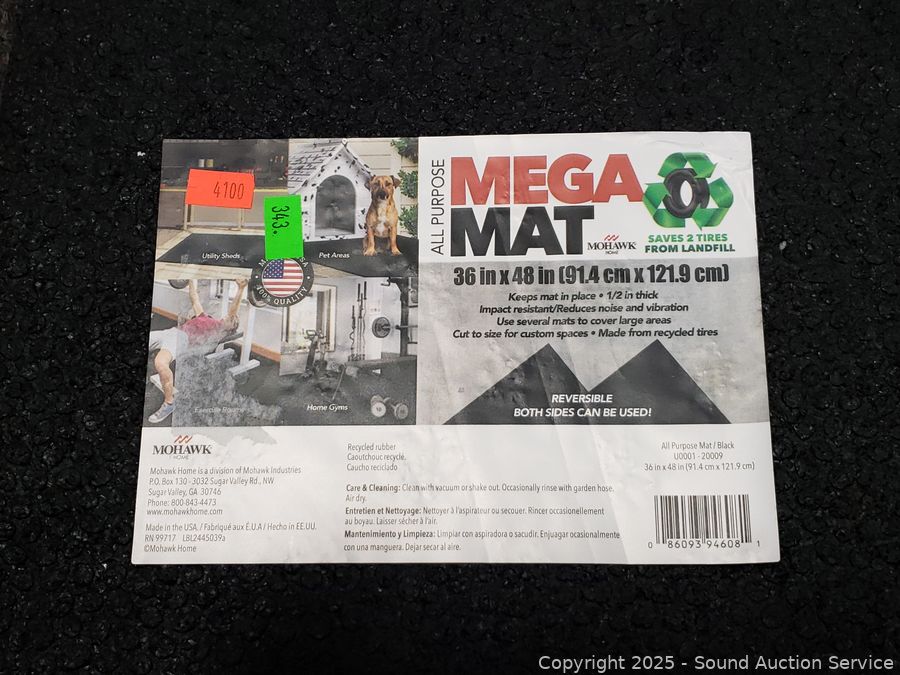 4100
343.
Utility Sheds
Pet Areas
100% QUALITY
Exercise Rooms
Home Gyms
ALL PURPOSE
MEGA
MAT
MOHAWK
HOME
SAVES 2 TIRES
FROM LANDFILL
36 in x 48 in (91.4 cm x 121.9 cm)
Keeps mat in place • 1/2 in thick
Impact resistant/Reduces noise and vibration
Use several mats to cover large areas
Cut to size for custom spaces • Made from recycled tires
REVERSIBLE
BOTH SIDES CAN BE USED!
MOHAWK
HOME
Mohawk Home is a division of Mohawk Industries
P.O. Box 130 - 3032 Sugar Valley Rd., NW
Sugar Valley, GA 30746
Phone: 800-843-4473
www.mohawkhome.com
Made in the USA. / Fabriqué aux É.U.A / Hecho in EE.UU.
RN 99717 LBL2445039a
©Mohawk Home
Recycled rubber
Caoutchouc recycle.
Caucho reciclado
Care & Cleaning: Clean with vacuum or shake out. Occasionally rinse with garden hose.
Air dry.
Entretien et Nettoyage: Nettoyer à l'aspirateur ou secouer. Rincer occasionnellement
au boyau. Laisser sécher à l'air.
Mantenimiento y Limpieza: Limpiar con aspiradora o sacudir. Enjuagar ocasionalmente
con una manguera. Dejar secar al aire.
All Purpose Mat / Black
U0001 - 20009
36 in x 48 in (91.4 cm x 121.9 cm)
0 86093 94608 1
Copyright © 2025 - Sound Auction Service